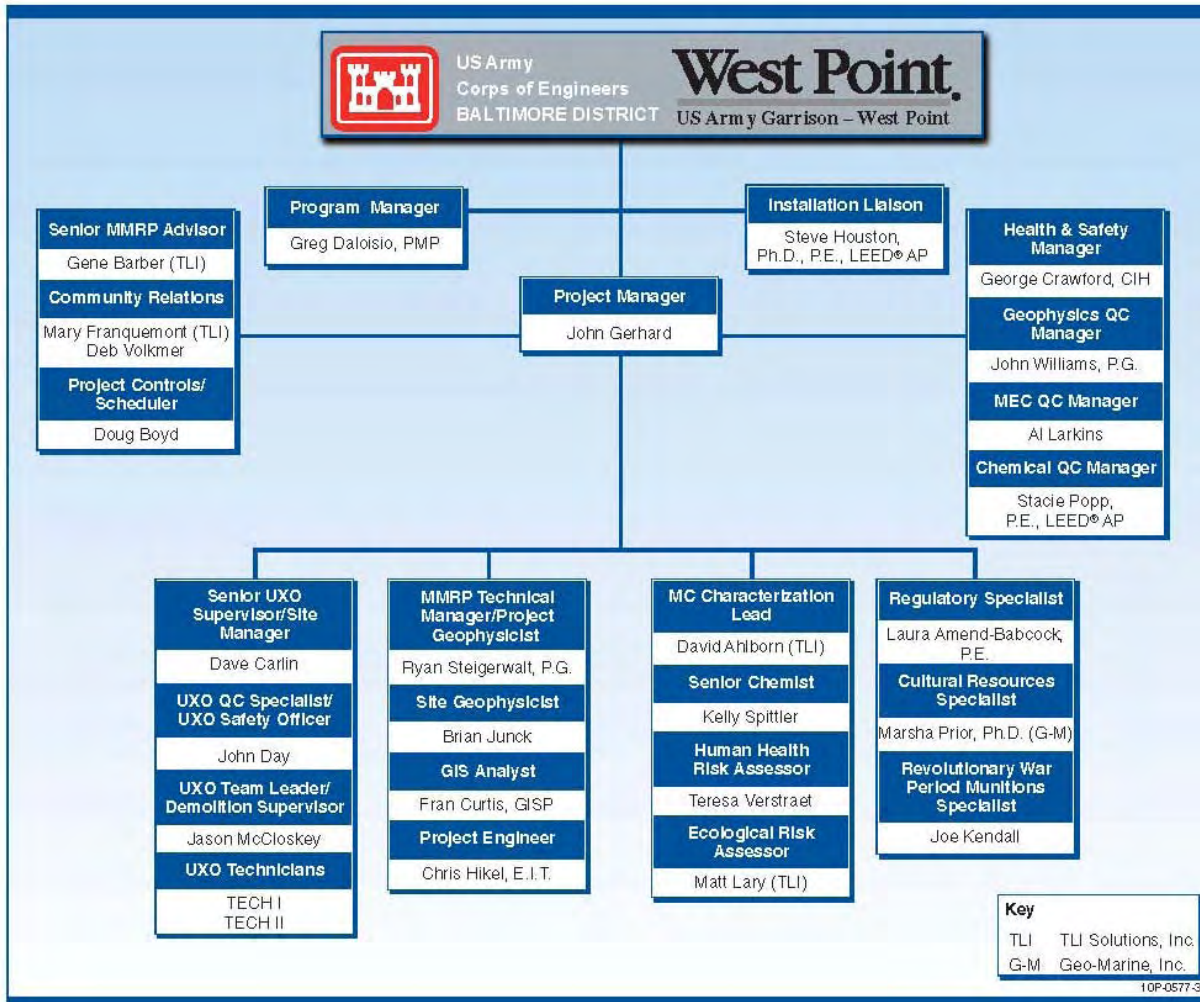 US Army
Corps of Engineers
BALTIMORE DISTRICT
West Point.
US Army Garrison – West Point
Program Manager
Greg Daloisio, PMP
Installation Liaison
Steve Houston,
Ph.D., P.E., LEED® AP
Senior MMRP Advisor
Gene Barber (TLI)
Community Relations
Mary Franquemont (TLI)
Deb Volkmer
Project Controls/
Scheduler
Doug Boyd
Project Manager
John Gerhard
Health & Safety
Manager
George Crawford, CIH
Geophysics QC
Manager
John Williams, P.G.
MEC QC Manager
Al Larkins
Chemical QC Manager
Stacie Popp,
P.E., LEED® AP
Senior UXO
Supervisor/Site
Manager
Dave Carlin
UXO QC Specialist/
UXO Safety Officer
John Day
UXO Team Leader/
Demolition Supervisor
Jason McCloskey
UXO Technicians
TECH I
TECH II
MMRP Technical
Manager/Project
Geophysicist
Ryan Steigerwalt, P.G.
Site Geophysicist
Brian Junck
GIS Analyst
Fran Curtis, GISP
Project Engineer
Chris Hikel, E.I.T.
MC Characterization
Lead
David Ahlborn (TLI)
Senior Chemist
Kelly Spittler
Human Health
Risk Assessor
Teresa Verstraet
Ecological Risk
Assessor
Matt Lary (TLI)
Regulatory Specialist
Laura Amend-Babcock,
P.E.
Cultural Resources
Specialist
Marsha Prior, Ph.D. (G-M)
Revolutionary War
Period Munitions
Specialist
Joe Kendall
Key
TLI TLI Solutions, Inc.
G-M Geo-Marine, Inc.
10P-0577-3